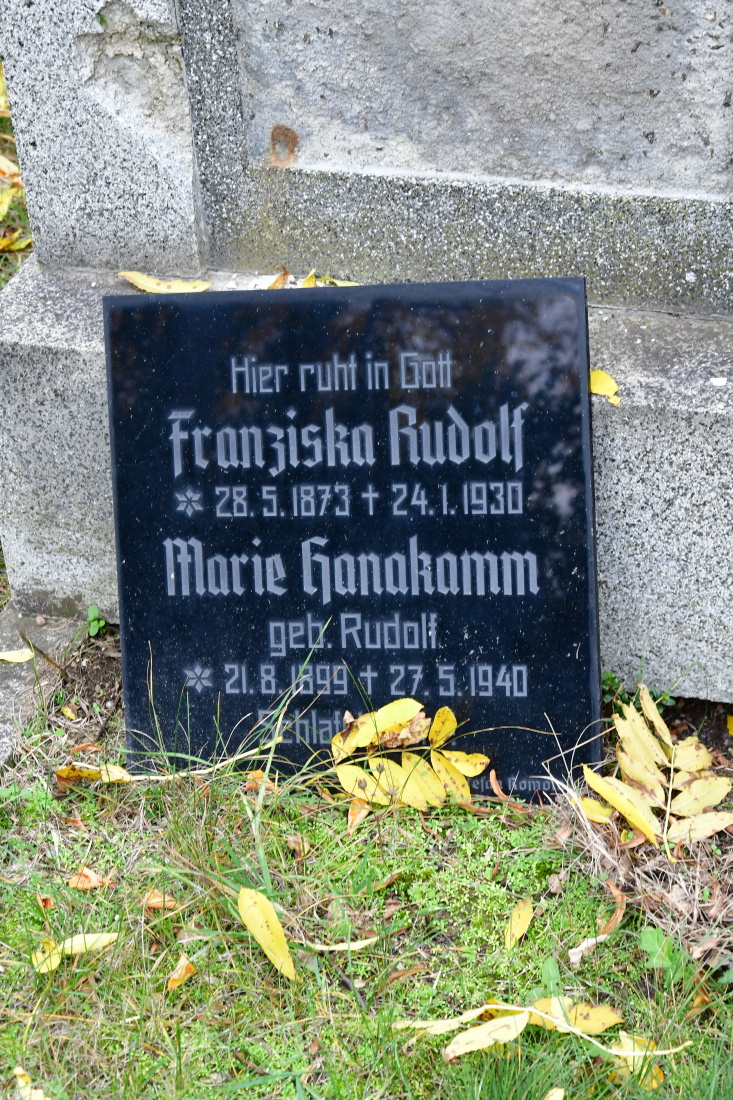 Hier ruht in Gott
Franziska Rudolf
* 28.5.1873 † 24.1.1930
Marie Hanakamm
geb. Rudolf
* 21.8.1899 † 27.5.1940